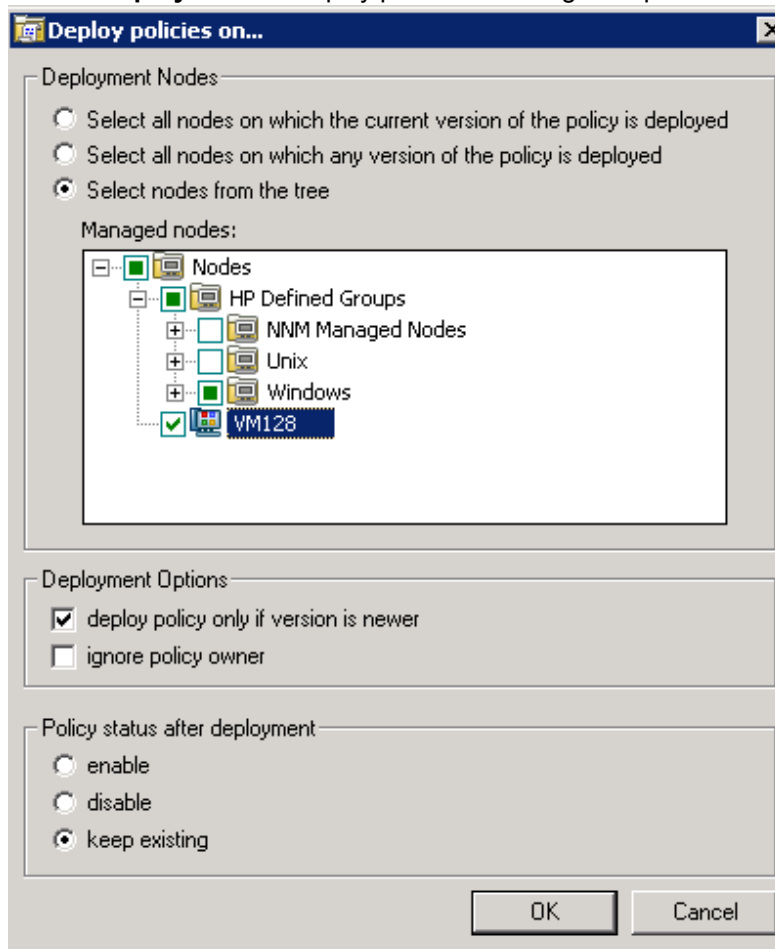 Deploy policies on...
Deployment Nodes
Select all nodes on which the current version of the policy is deployed
Select all nodes on which any version of the policy is deployed
Select nodes from the tree
Managed nodes:
Nodes
HP Defined Groups
NNM Managed Nodes
Unix
Windows
VM128
Deployment Options
deploy policy only if version is newer
ignore policy owner
Policy status after deployment
enable
disable
keep existing
OK Cancel